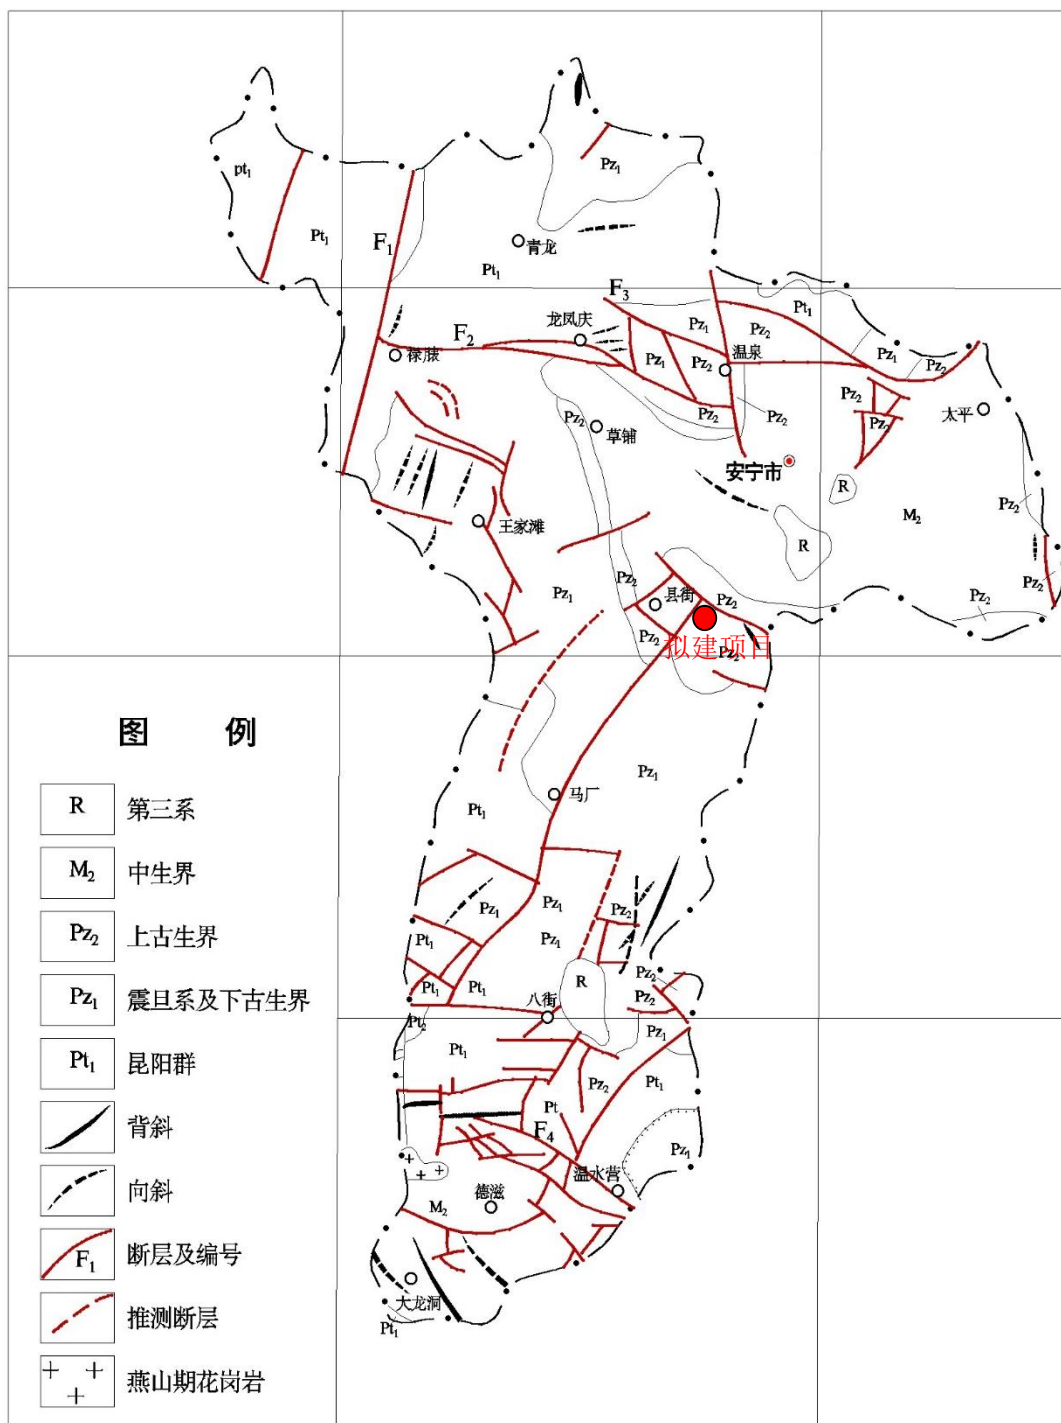 pt₁
Pt₁
F₁
Pz₁
青龙
Pt₁
F₃
Pt₁
F₂
龙凤庆
Pz₁
Pz₂
Pz₁
Pz₂
禄脿
Pz₁
Pz₂
温泉
Pz₂
Pz₂
Pz₂
Pz₂
Pz₂
太平
草铺
安宁市
R
M₂
Pz₂
王家滩
R
Pz₂
Pz₂
Pz₁
县街
Pz₂
Pz₂
Pz₂
拟建项目
Pz₂
Pz₁
马厂
Pt₁
Pz₁
Pz₁
Pz₂
Pt₁
Pz₁
Pt₁
Pt₁
R
Pz₂
Pz₂
八街
Pt₂
Pz₁
Pt₁
Pz₂
Pt₁
Pt
F₄
Pz₁
温水营
德滋
M₂
大龙洞
Pt₁
图 例
R 第三系
M₂ 中生界
Pz₂ 上古生界
Pz₁ 震旦系及下古生界
Pt₁ 昆阳群
背斜
向斜
F₁ 断层及编号
推测断层
燕山期花岗岩